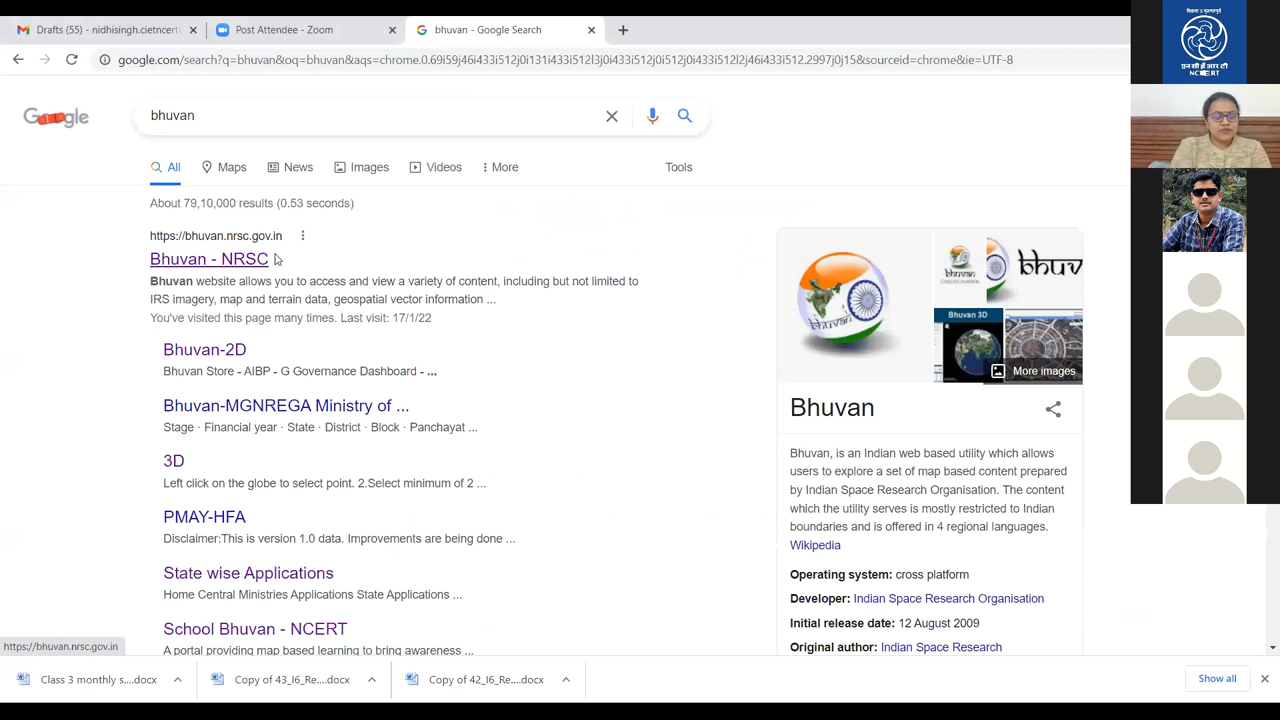 Drafts (55) - nidhisingh.cietncert
Post Attendee - Zoom
bhuvan - Google Search
google.com/search?q=bhuvan&oq=bhuvan&aqs=chrome.0.69i59j46i433i512j0i131i433i512l3j0i433i512j0i512j0i433i512l2j46i433i512.2997j0j15&sourceid=chrome&ie=UTF-8
Google
bhuvan
All
Maps
News
Images
Videos
More
Tools
About 79,10,000 results (0.53 seconds)
https://bhuvan.nrsc.gov.in
Bhuvan - NRSC
Bhuvan website allows you to access and view a variety of content, including but not limited to
IRS imagery, map and terrain data, geospatial vector information ...
You've visited this page many times. Last visit: 17/1/22
Bhuvan-2D
Bhuvan Store - AIBP - G Governance Dashboard - ...
Bhuvan-MGNREGA Ministry of ...
Stage · Financial year · State · District · Block · Panchayat ...
3D
Left click on the globe to select point. 2.Select minimum of 2 ...
PMAY-HFA
Disclaimer:This is version 1.0 data. Improvements are being done ...
State wise Applications
Home Central Ministries Applications State Applications ...
School Bhuvan - NCERT
A portal providing map based learning to bring awareness ...
https://bhuvan.nrsc.gov.in
bhuvan
bhuvan
bhuv
Bhuvan 3D
More images
Bhuvan
Bhuvan, is an Indian web based utility which allows
users to explore a set of map based content prepared
by Indian Space Research Organisation. The content
which the utility serves is mostly restricted to Indian
boundaries and is offered in 4 regional languages.
Wikipedia
Operating system: cross platform
Developer: Indian Space Research Organisation
Initial release date: 12 August 2009
Original author: Indian Space Research
Class 3 monthly s....docx
Copy of 43_I6_Re....docx
Copy of 42_I6_Re....docx
Show all
एन सी ई आर टी
NCERT